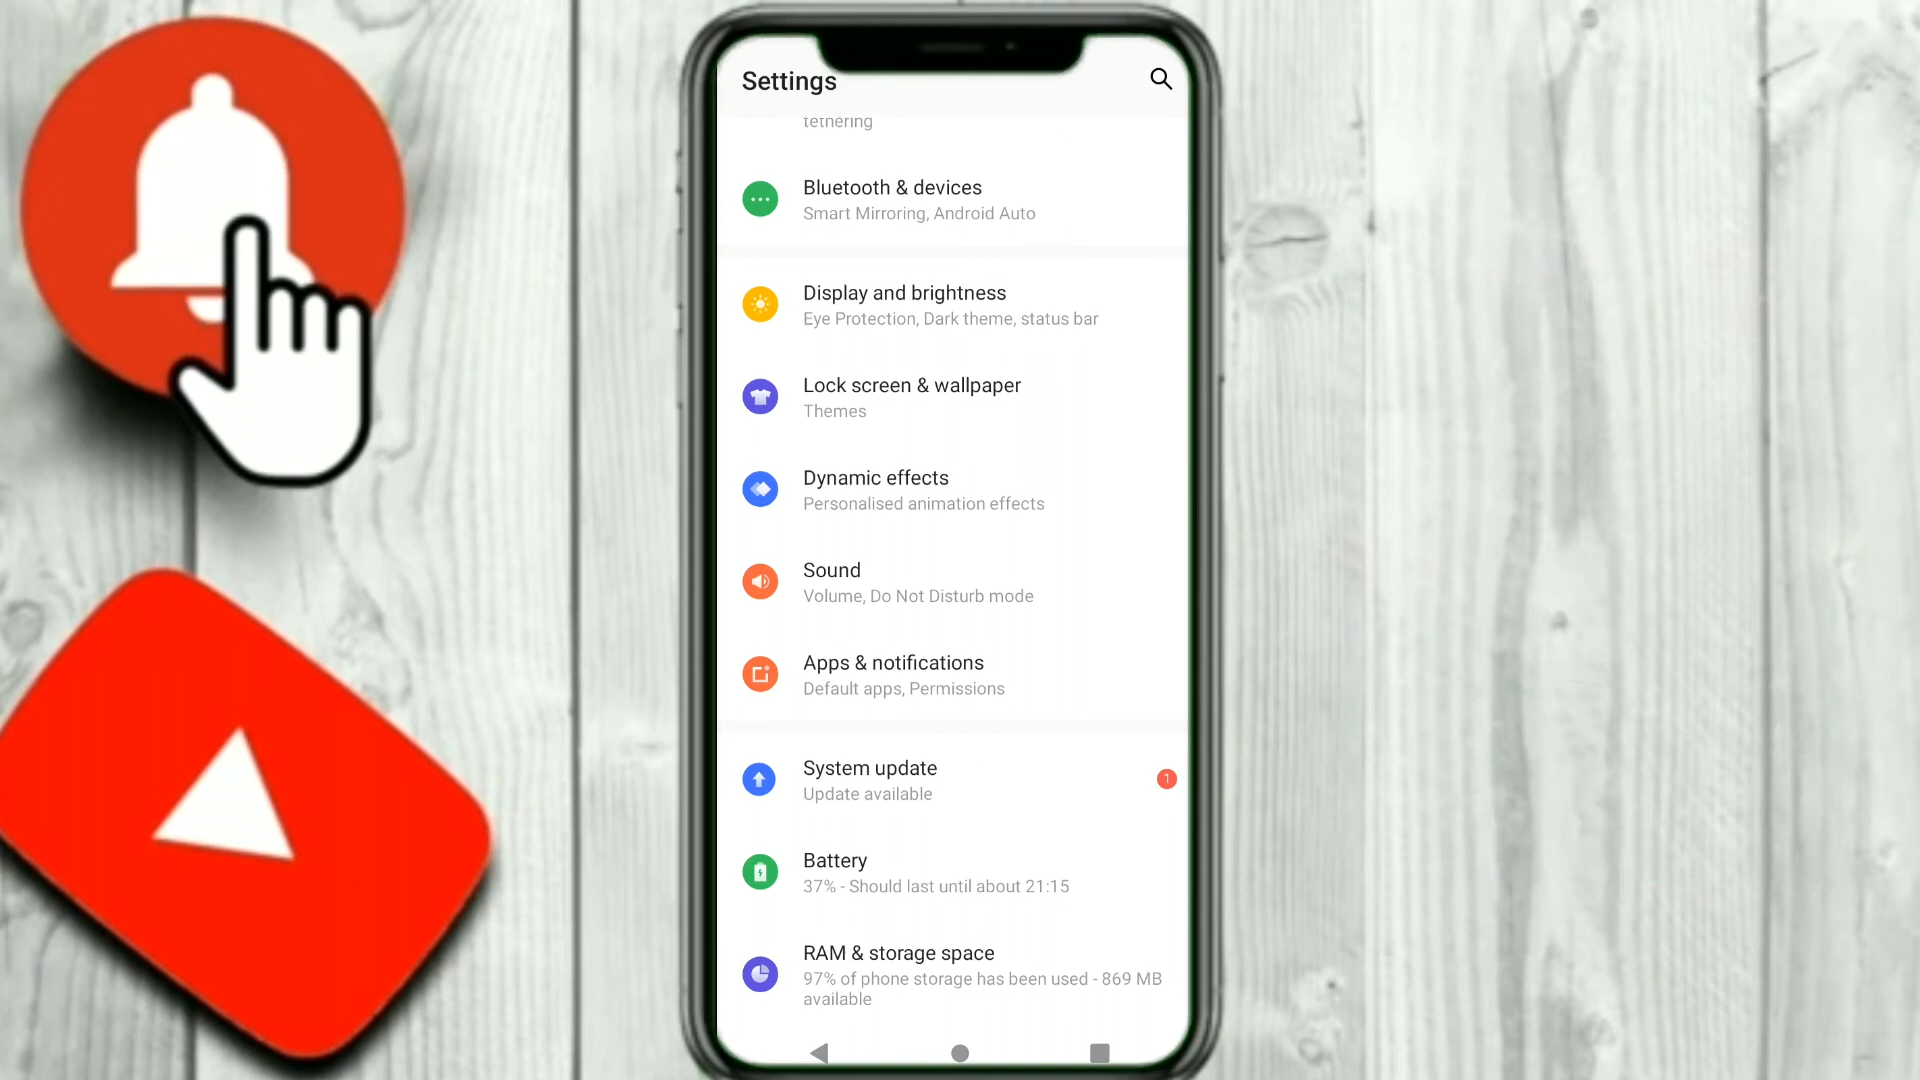 Settings
tethering
Bluetooth & devices
Smart Mirroring, Android Auto
Display and brightness
Eye Protection, Dark theme, status bar
Lock screen & wallpaper
Themes
Dynamic effects
Personalised animation effects
Sound
Volume, Do Not Disturb mode
Apps & notifications
Default apps, Permissions
System update
Update available
1
Battery
37% - Should last until about 21:15
RAM & storage space
97% of phone storage has been used - 869 MB
available